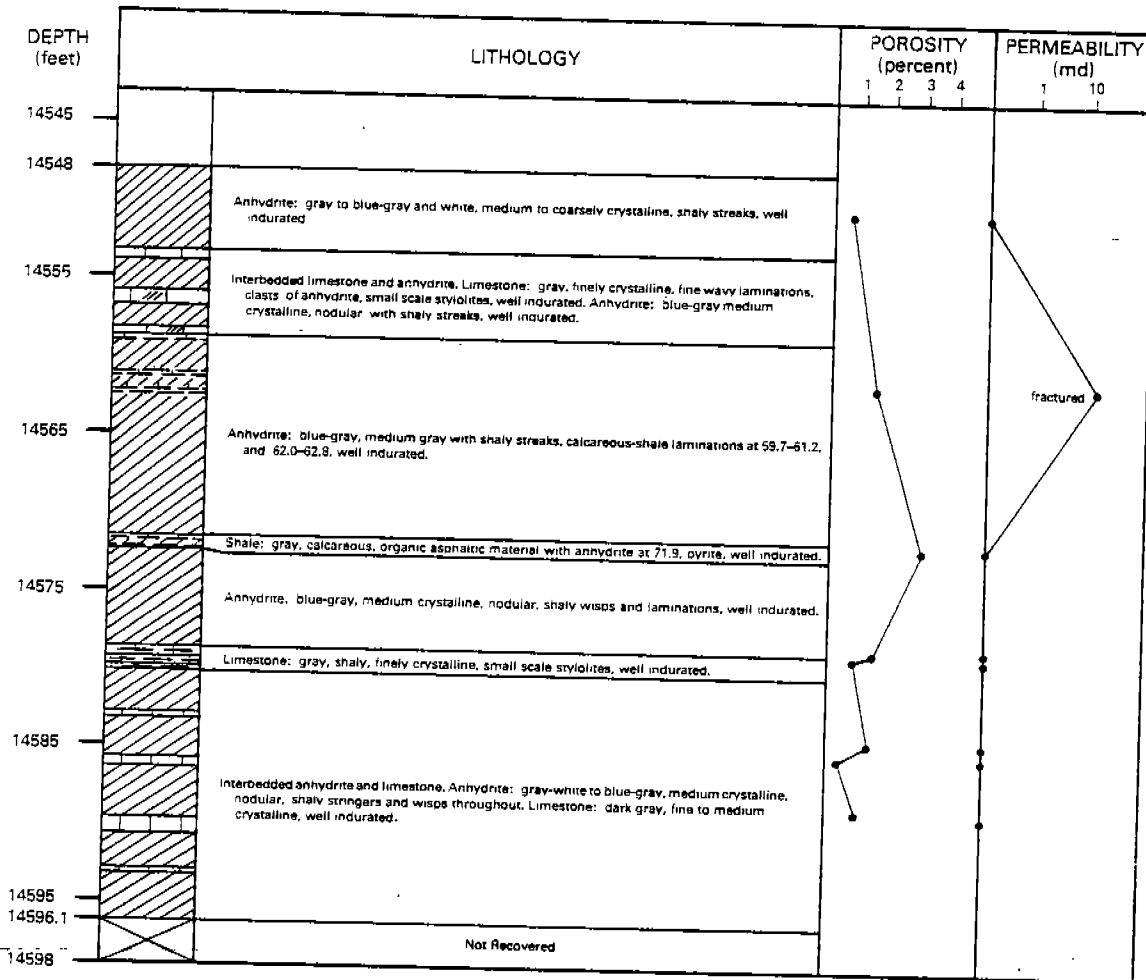 DEPTH
(feet)
LITHOLOGY
POROSITY
(percent)
1 2 3 4
PERMEABILITY
(md)
1 10
14545
14548
Anhydrite: gray to blue-gray and white, medium to coarsely crystalline, shaly streaks, well
indurated
14555
Interbedded limestone and anhydrite. Limestone: gray, finely crystalline, fine wavy laminations,
clasts of anhydrite, small scale stylolites, well indurated. Anhydrite: blue-gray medium
crystalline, nodular with shaly streaks, well indurated.
fractured
14565
Anhydrite: blue-gray, medium gray with shaly streaks, calcareous-shale laminations at 59.7–61.2,
and 62.0–62.8, well indurated.
Shale: gray, calcareous, organic asphaltic material with anhydrite at 71.9, pyrite, well indurated.
14575
Anhydrite, blue-gray, medium crystalline, nodular, shaly wisps and laminations, well indurated.
Limestone: gray, shaly, finely crystalline, small scale stylolites, well indurated.
14585
Interbedded anhydrite and limestone. Anhydrite: gray-white to blue-gray, medium crystalline,
nodular, shaly stringers and wisps throughout. Limestone: dark gray, fine to medium
crystalline, well indurated.
14595
14596.1
Not Recovered
14598